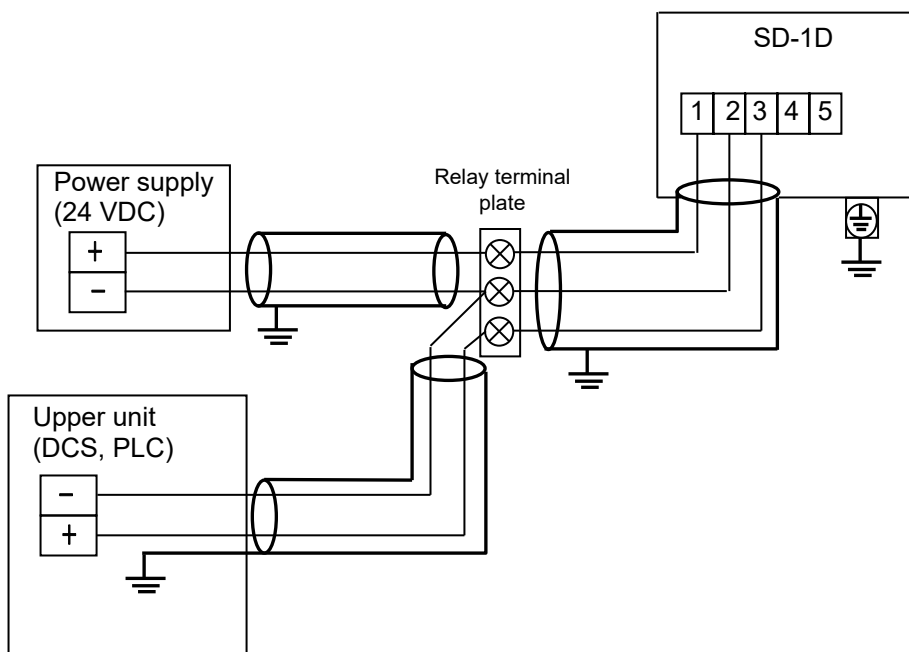 SD-1D
1 2 3 4 5
Power supply
(24 VDC)
+
-
Relay terminal
plate
Upper unit
(DCS, PLC)
-
+